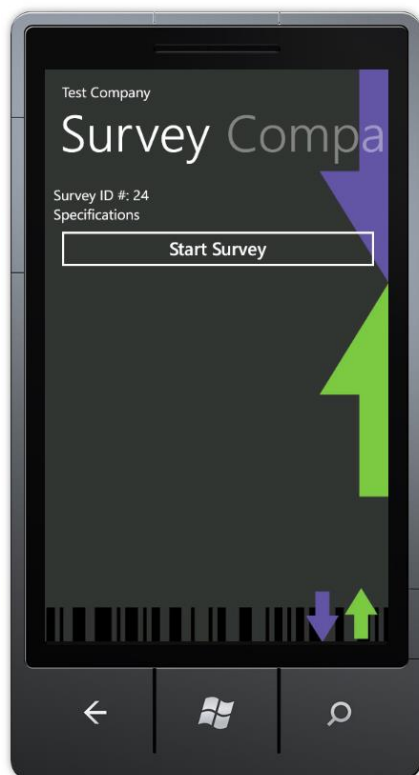 Test Company
Survey Compa
Survey ID #: 24
Specifications
Start Survey